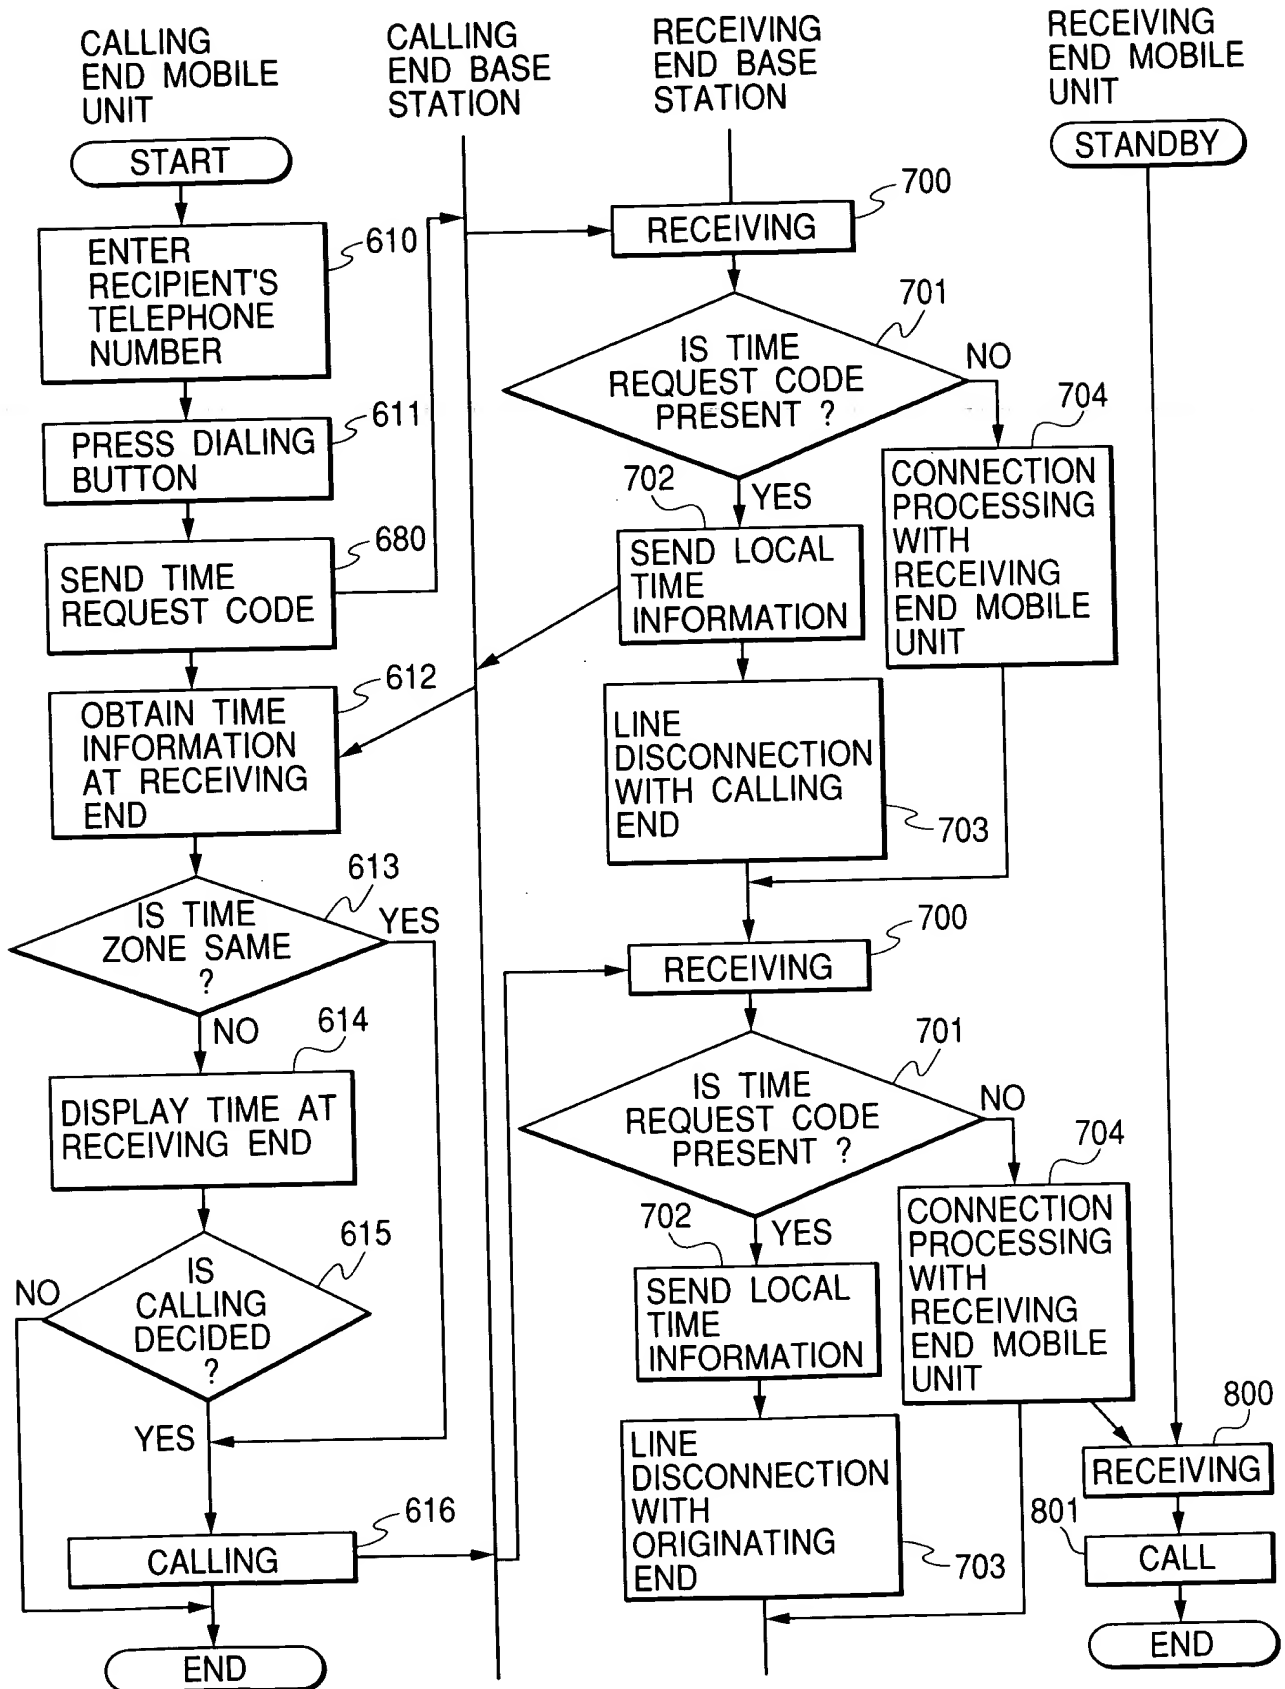 CALLING
END MOBILE
UNIT
CALLING
END BASE
STATION
RECEIVING
END BASE
STATION
RECEIVING
END MOBILE
UNIT
START
ENTER
RECIPIENT'S
TELEPHONE
NUMBER
610
PRESS DIALING
BUTTON
611
SEND TIME
REQUEST CODE
680
OBTAIN TIME
INFORMATION
AT RECEIVING
END
612
IS TIME
ZONE SAME
?
613
YES
NO
DISPLAY TIME AT
RECEIVING END
614
IS
CALLING
DECIDED
?
615
NO
YES
CALLING
616
END
RECEIVING
700
IS TIME
REQUEST CODE
PRESENT ?
701
NO
YES
SEND LOCAL
TIME
INFORMATION
702
CONNECTION
PROCESSING
WITH
RECEIVING
END MOBILE
UNIT
704
LINE
DISCONNECTION
WITH CALLING
END
703
RECEIVING
700
IS TIME
REQUEST CODE
PRESENT ?
701
NO
YES
SEND LOCAL
TIME
INFORMATION
702
CONNECTION
PROCESSING
WITH
RECEIVING
END MOBILE
UNIT
704
LINE
DISCONNECTION
WITH
ORIGINATING
END
703
STANDBY
RECEIVING
800
CALL
801
END